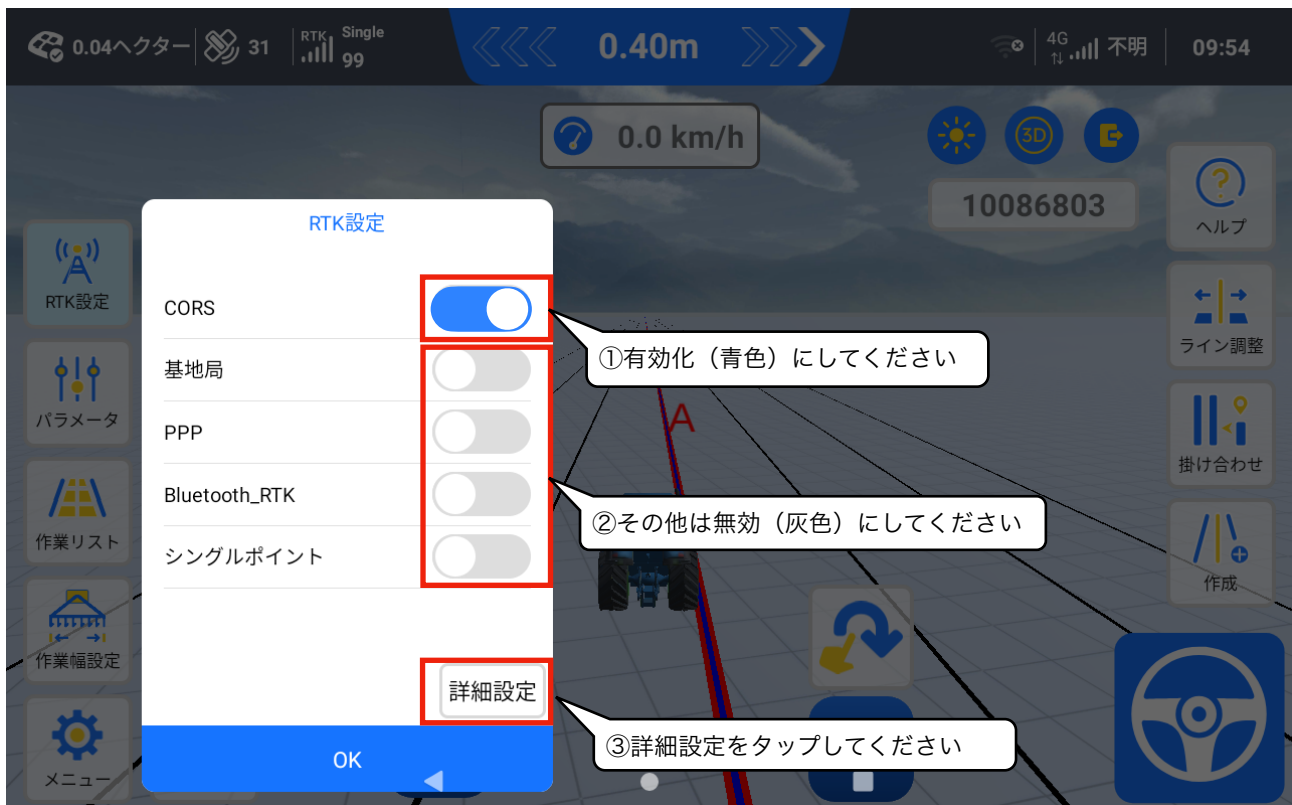 0.04ヘクター
31
RTK Single
99
0.40m
4G
不明
09:54
0.0 km/h
3D
10086803
ヘルプ
RTK設定
RTK設定
CORS
①有効化（青色）にしてください
ライン調整
基地局
パラメータ
PPP
A
掛け合わせ
Bluetooth_RTK
②その他は無効（灰色）にしてください
作業リスト
シングルポイント
作成
作業幅設定
詳細設定
③詳細設定をタップしてください
OK
メニュー